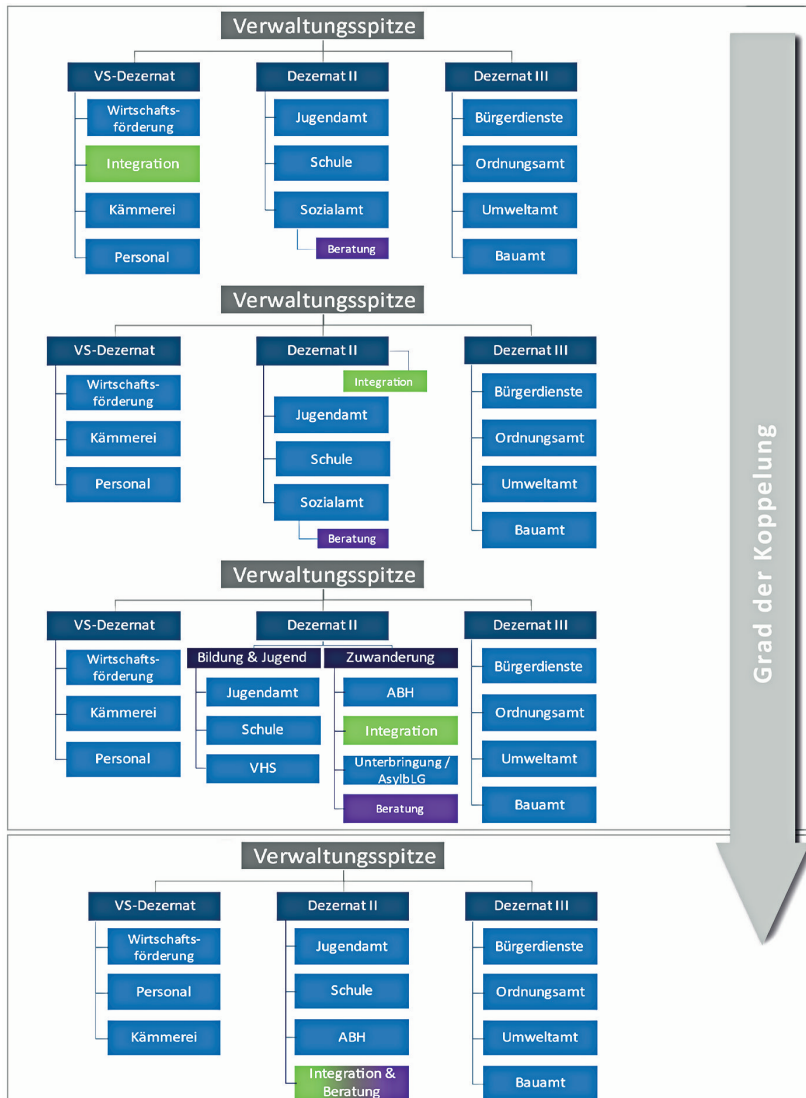 Verwaltungsspitze
VS-Dezernat
Wirtschafts-
förderung
Integration
Kämmerei
Personal
Dezernat II
Jugendamt
Schule
Sozialamt
Beratung
Dezernat III
Bürgerdienste
Ordnungsamt
Umweltamt
Bauamt
Verwaltungsspitze
VS-Dezernat
Wirtschafts-
förderung
Kämmerei
Personal
Dezernat II
Integration
Jugendamt
Schule
Sozialamt
Beratung
Dezernat III
Bürgerdienste
Ordnungsamt
Umweltamt
Bauamt
Verwaltungsspitze
VS-Dezernat
Wirtschafts-
förderung
Kämmerei
Personal
Dezernat II
Bildung & Jugend
Jugendamt
Schule
VHS
Zuwanderung
ABH
Integration
Unterbringung /
AsylbLG
Beratung
Dezernat III
Bürgerdienste
Ordnungsamt
Umweltamt
Bauamt
Verwaltungsspitze
VS-Dezernat
Wirtschafts-
förderung
Personal
Kämmerei
Dezernat II
Jugendamt
Schule
ABH
Integration &
Beratung
Dezernat III
Bürgerdienste
Ordnungsamt
Umweltamt
Bauamt
Grad der Koppelung